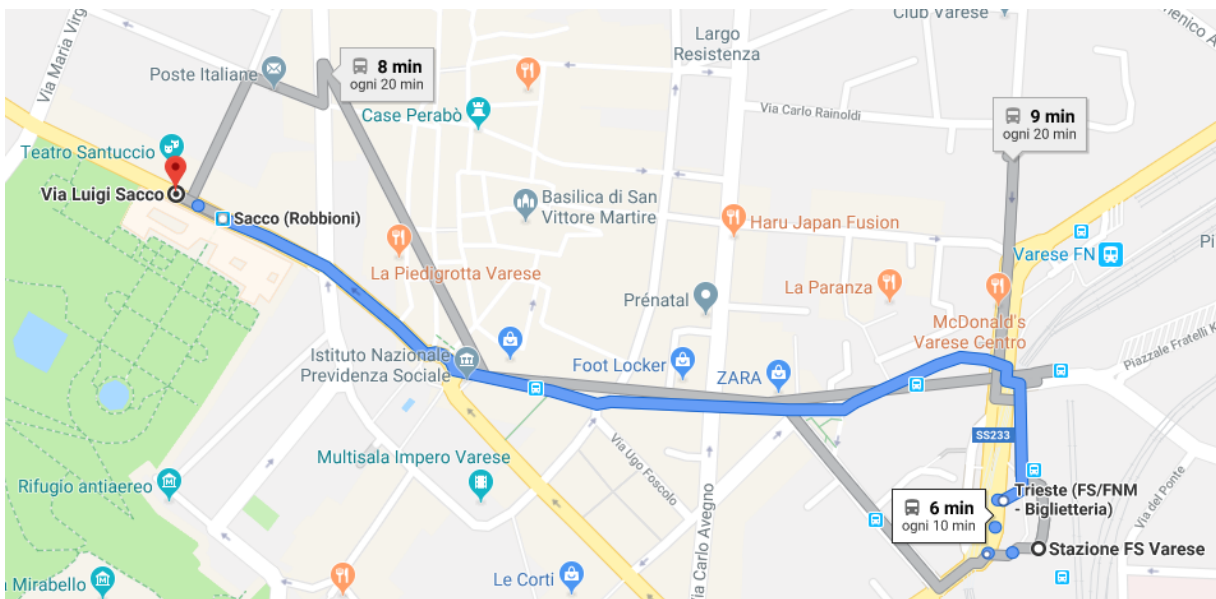 Club Varese
Largo
Resistenza
Via Maria Virg
Poste Italiane
8 min
ogni 20 min
Case Perabò
Via Carlo Rainoldi
9 min
ogni 20 min
Teatro Santuccio
Via Luigi Sacco
Sacco (Robbioni)
Basilica di San
Vittore Martire
Haru Japan Fusion
Varese FN
La Piedigrotta Varese
La Paranza
Prénatal
McDonald's
Varese Centro
Piazzale Fratelli K
Istituto Nazionale
Previdenza Sociale
Foot Locker
ZARA
SS233
Via Ugo Foscolo
Multisala Impero Varese
Rifugio antiaereo
Via Carlo Avegno
6 min
ogni 10 min
Trieste (FS/FNM
- Biglietteria)
Via del Ponte
Stazione FS Varese
Mirabello
Le Corti